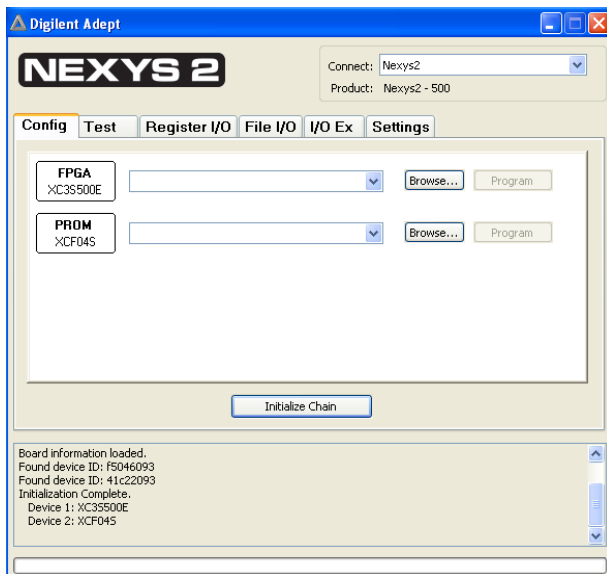 Digilent Adept
NEXYS 2
Connect: Nexys2
Product: Nexys2 - 500
Config Test Register I/O File I/O I/O Ex Settings
FPGA
XC3S500E
Browse... Program
PROM
XCF04S
Browse... Program
Initialize Chain
Board information loaded.
Found device ID: f5046093
Found device ID: 41c22093
Initialization Complete.
Device 1: XC3S500E
Device 2: XCF04S